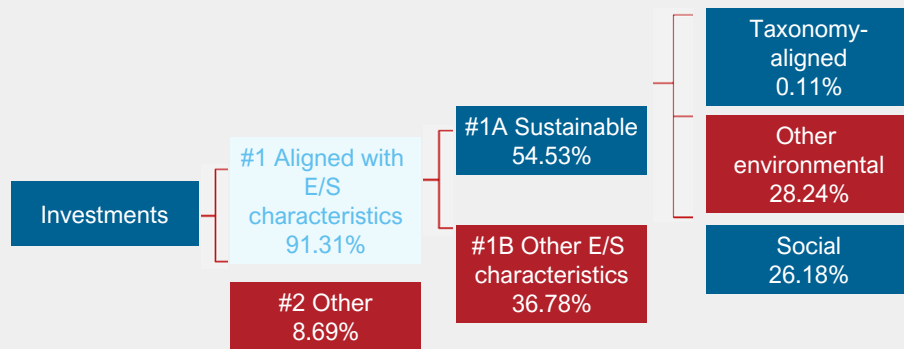 Investments
#1 Aligned with
E/S
characteristics
91.31%
#2 Other
8.69%
#1A Sustainable
54.53%
#1B Other E/S
characteristics
36.78%
Taxonomy-
aligned
0.11%
Other
environmental
28.24%
Social
26.18%